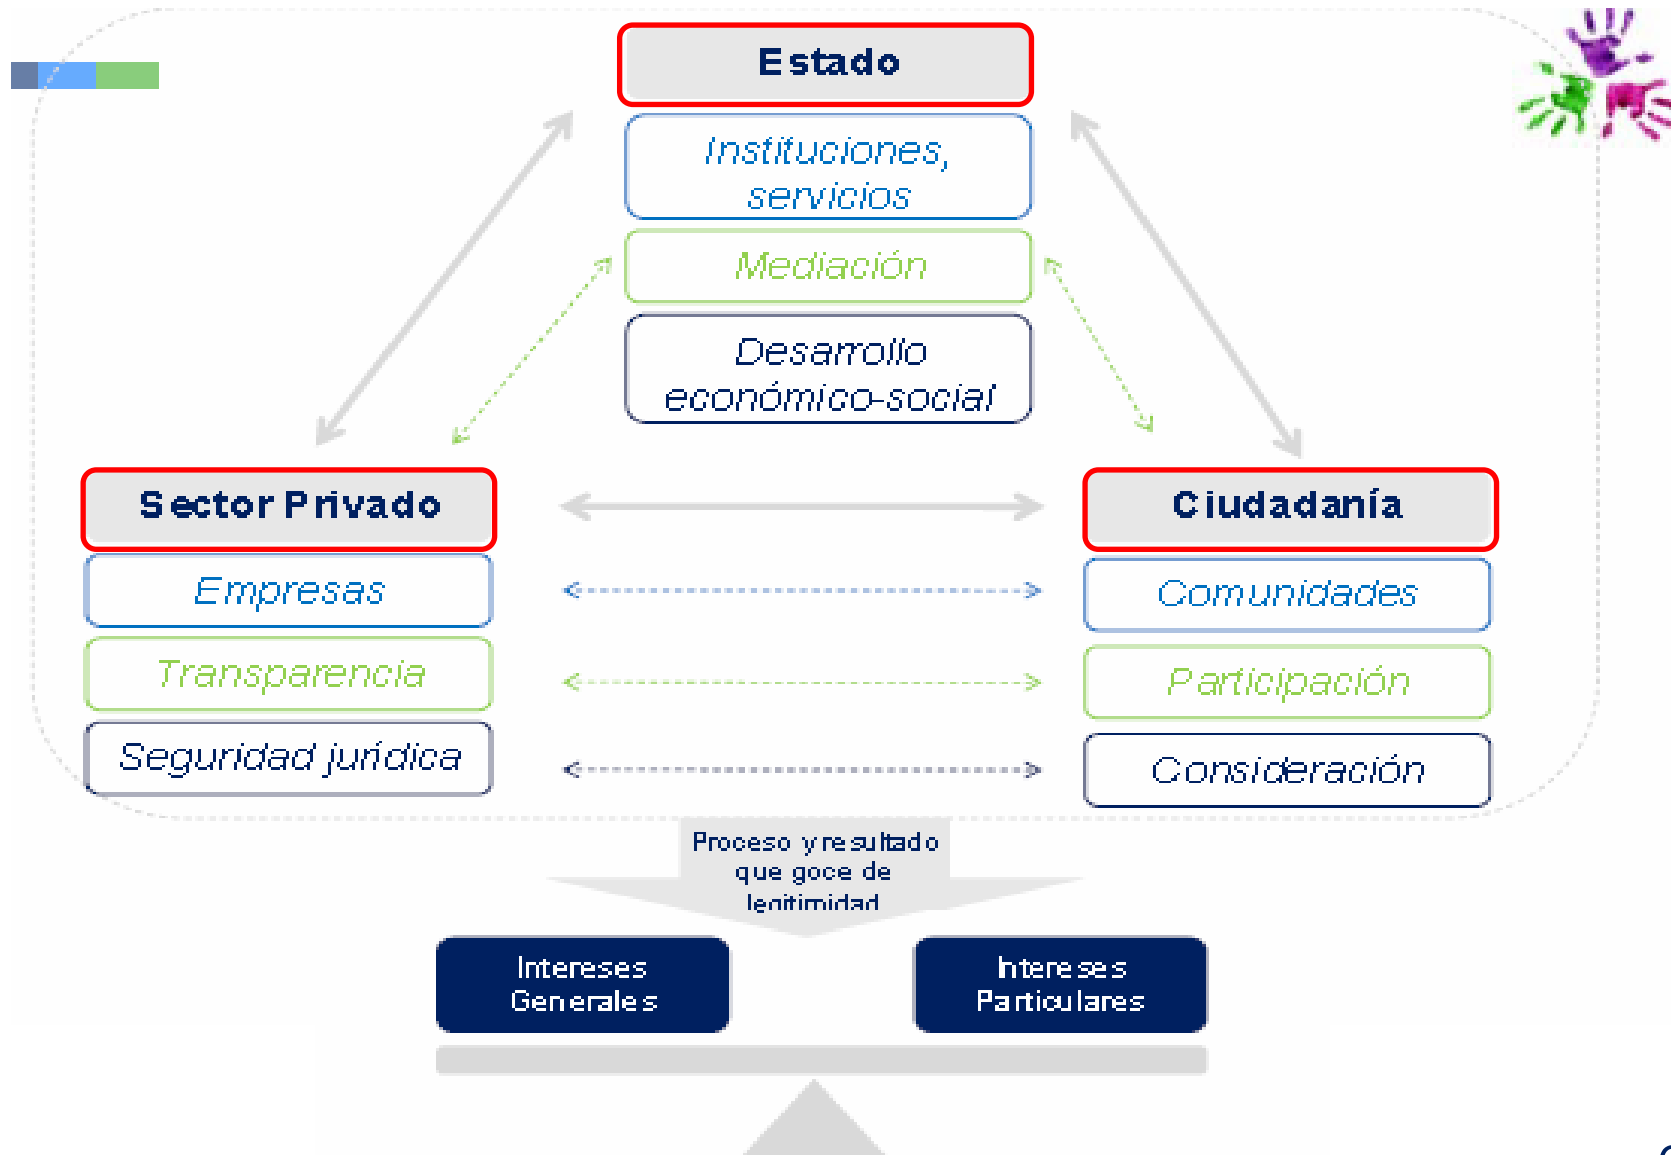 Estado
Instituciones,
servicios
Mediación
Desarrollo
económico-social
Sector Privado
Empresas
Transparencia
Seguridad jurídica
Ciudadanía
Comunidades
Participación
Consideración
Proceso y resultado
que goce de
legitimidad
Intereses
Generales
Intereses
Particulares